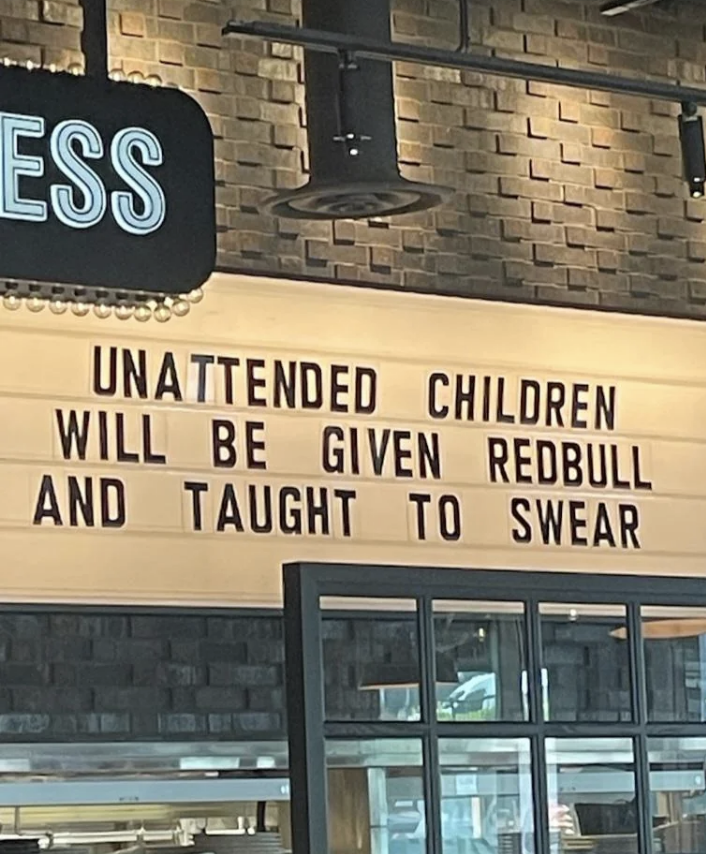 ESS
UNATTENDED CHILDREN
WILL BE GIVEN REDBULL
AND TAUGHT TO SWEAR